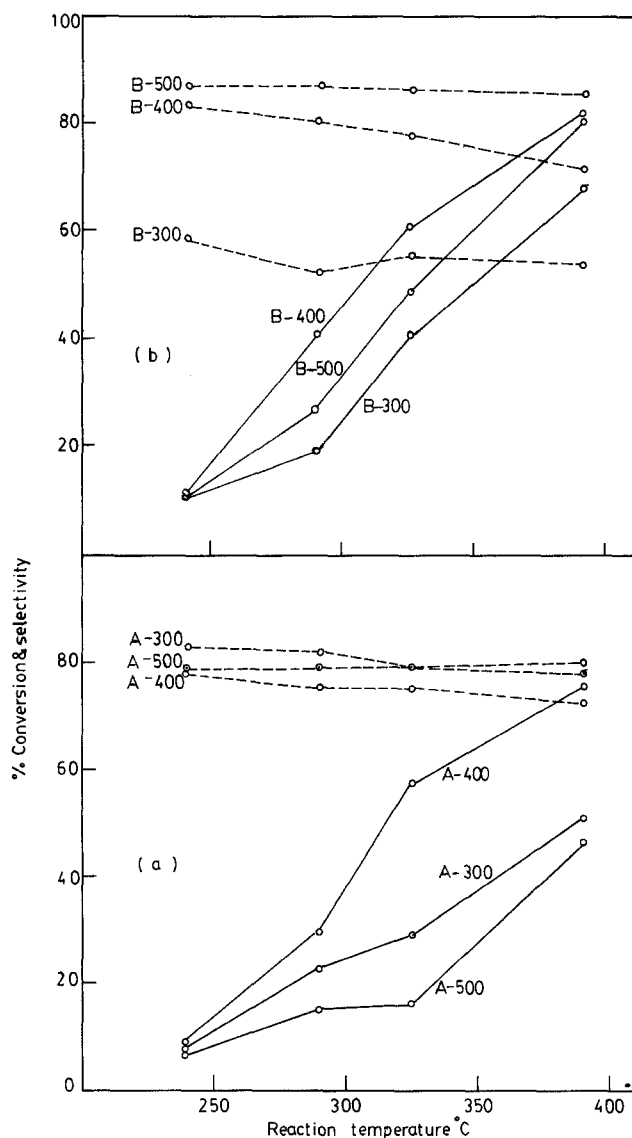 100
80
60
40
20
B-500
B-400
B-300
B-400
B-500
B-300
( b )
% Conversion & selectivity
80
60
40
20
0
A-300
A-500
A-400
A-400
A-300
A-500
( a )
250 300 350 400
Reaction temperature °C